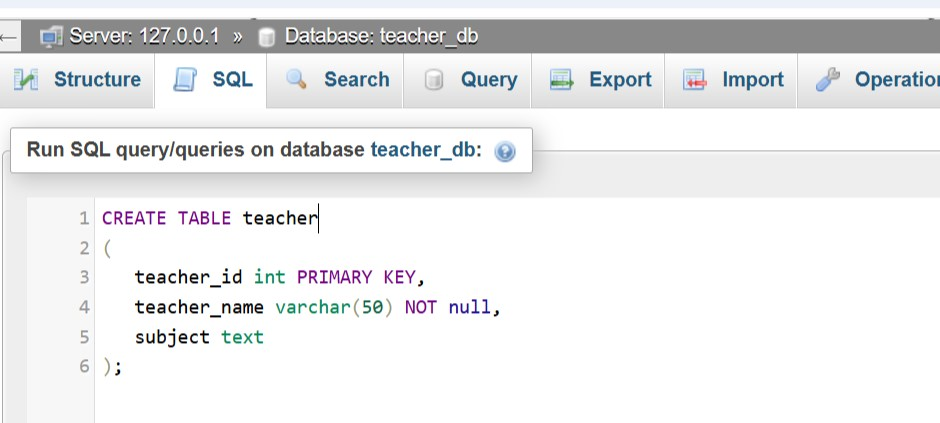 ← Server: 127.0.0.1 » Database: teacher_db
Structure SQL Search Query Export Import
Run SQL query/queries on database teacher_db:
1 CREATE TABLE teacher
2 (
3 teacher_id int PRIMARY KEY,
4 teacher_name varchar(50) NOT null,
5 subject text
6 );